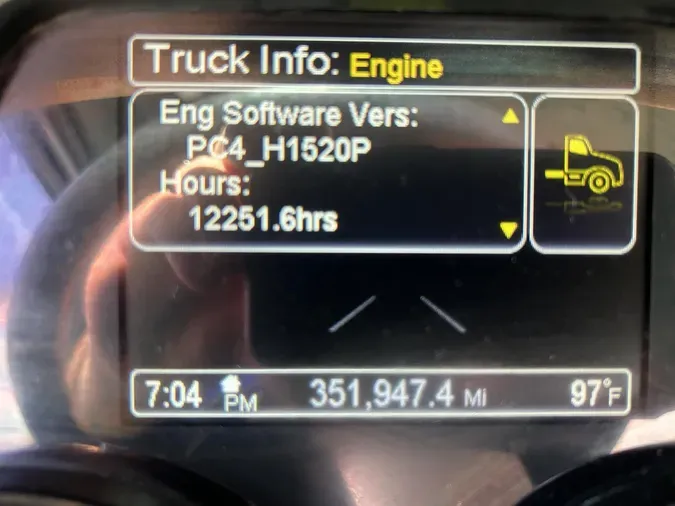 Truck Info: Engine
Eng Software Vers:
PC4_H1520P
Hours:
12251.6hrs
7:04 PM 351,947.4 Mi 97°F